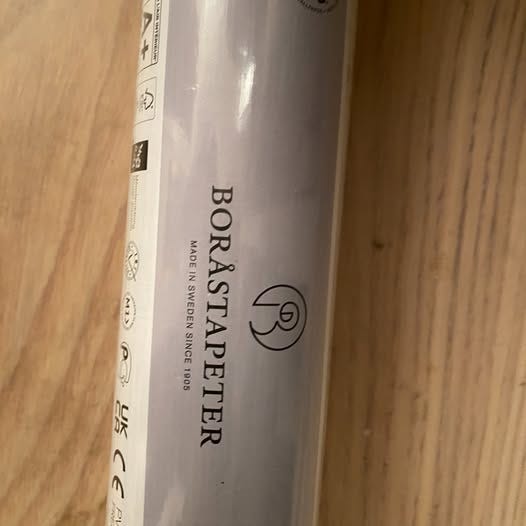 BORÅSTAPETER
MADE IN SWEDEN SINCE 1905
A+
UK
CA
CE